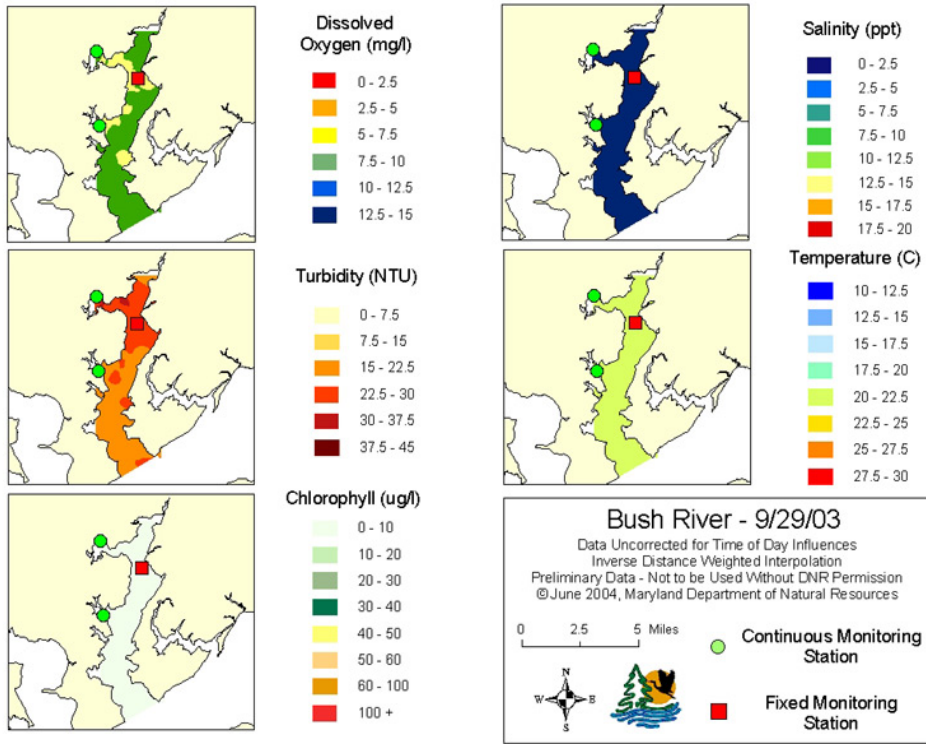 Dissolved
Oxygen (mg/l)
0 - 2.5
2.5 - 5
5 - 7.5
7.5 - 10
10 - 12.5
12.5 - 15
Salinity (ppt)
0 - 2.5
2.5 - 5
5 - 7.5
7.5 - 10
10 - 12.5
12.5 - 15
15 - 17.5
17.5 - 20
Turbidity (NTU)
0 - 7.5
7.5 - 15
15 - 22.5
22.5 - 30
30 - 37.5
37.5 - 45
Temperature (C)
10 - 12.5
12.5 - 15
15 - 17.5
17.5 - 20
20 - 22.5
22.5 - 25
25 - 27.5
27.5 - 30
Chlorophyll (ug/l)
0 - 10
10 - 20
20 - 30
30 - 40
40 - 50
50 - 60
60 - 100
100 +
Bush River - 9/29/03
Data Uncorrected for Time of Day Influences
Inverse Distance Weighted Interpolation
Preliminary Data - Not to be Used Without DNR Permission
©June 2004, Maryland Department of Natural Resources
0 2.5 5 Miles
Continuous Monitoring
Station
N
W E
S
Fixed Monitoring
Station